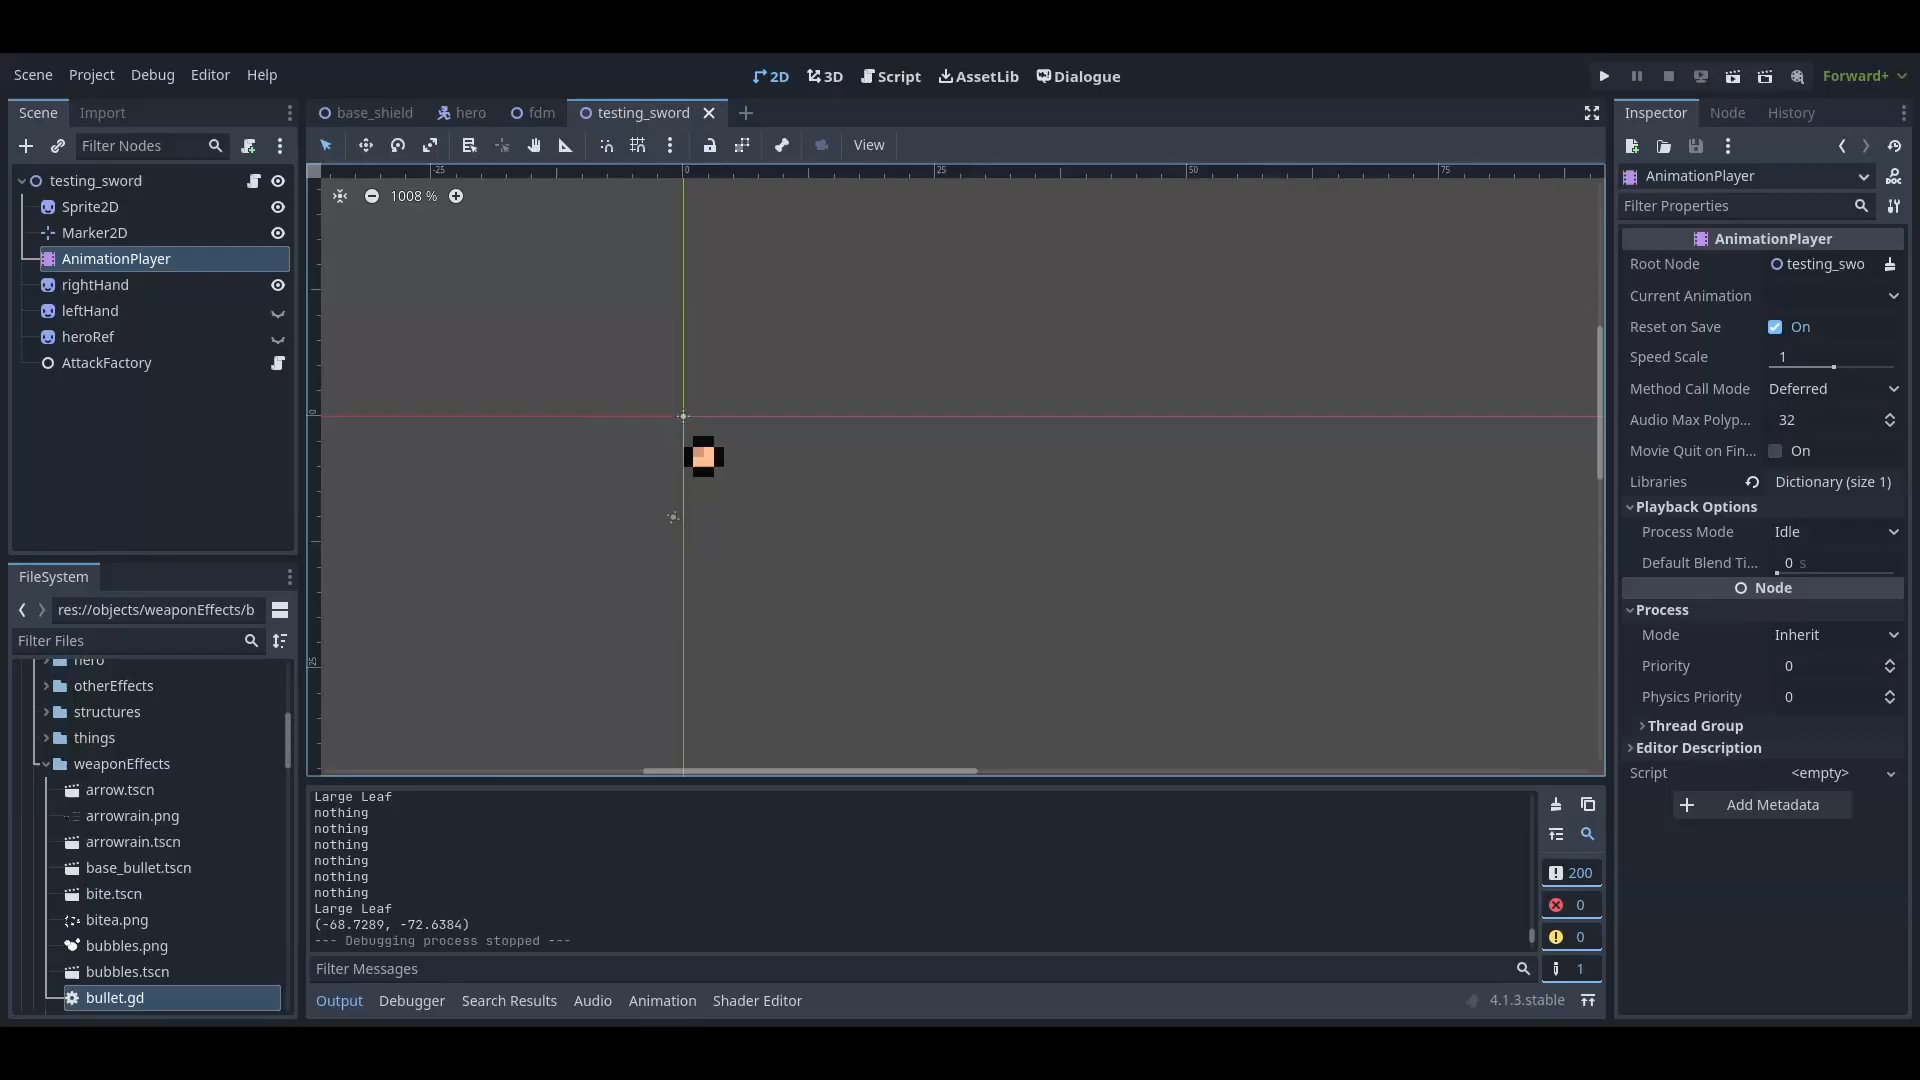 Scene Project Debug Editor Help
2D 3D Script AssetLib Dialogue
Forward+
Scene Import
Filter Nodes
testing_sword
Sprite2D
Marker2D
AnimationPlayer
rightHand
leftHand
heroRef
AttackFactory
FileSystem
res://objects/weaponEffects/b
Filter Files
hero
otherEffects
structures
things
weaponEffects
arrow.tscn
arrowrain.png
arrowrain.tscn
base_bullet.tscn
bite.tscn
bitea.png
bubbles.png
bubbles.tscn
bullet.gd
base_shield hero fdm testing_sword
View
-25 0 25 50 75
1008 %
0
25
Large Leaf
nothing
nothing
nothing
nothing
nothing
nothing
Large Leaf
(-68.7289, -72.6384)
--- Debugging process stopped ---
200
0
0
1
Filter Messages
Output Debugger Search Results Audio Animation Shader Editor
4.1.3.stable
Inspector Node History
AnimationPlayer
Filter Properties
AnimationPlayer
Root Node testing_swo
Current Animation
Reset on Save On
Speed Scale 1
Method Call Mode Deferred
Audio Max Polyp... 32
Movie Quit on Fin... On
Libraries Dictionary (size 1)
Playback Options
Process Mode Idle
Default Blend Ti... 0 s
Node
Process
Mode Inherit
Priority 0
Physics Priority 0
Thread Group
Editor Description
Script <empty>
Add Metadata